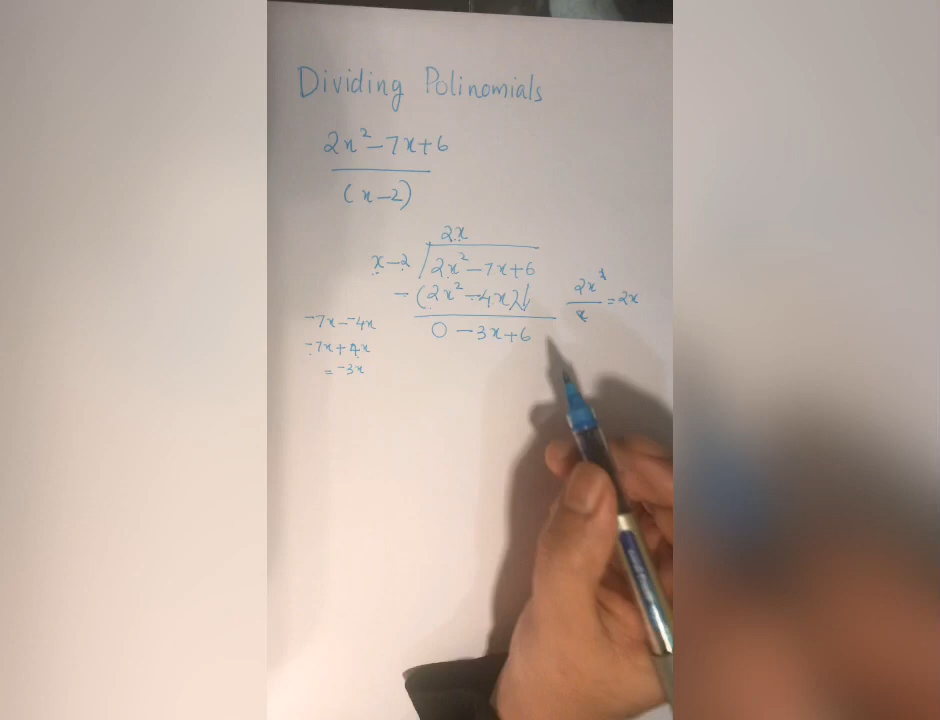 Dividing Polinomials
2x²-7x+6
(x-2)
2x
x-2 2x²-7x+6
-(2x²-4x)↓
2x²
x
=2x
-7x--4x
0-3x+6
-7x+4x
=-3x